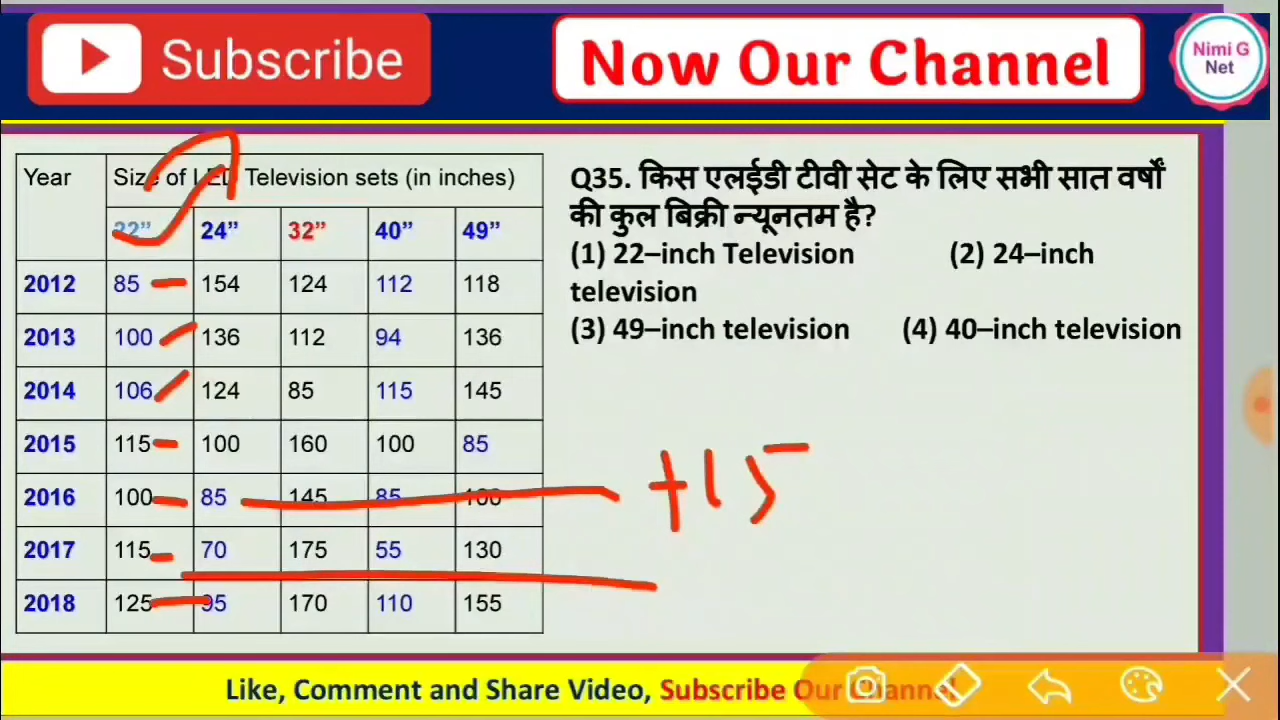 Subscribe
Now Our Channel
Nimi G
Net
Year Size of LED Television sets (in inches)
22” 24” 32” 40” 49”
2012 85 154 124 112 118
2013 100 136 112 94 136
2014 106 124 85 115 145
2015 115 100 160 100 85
2016 100 85 145 85 100
2017 115 70 175 55 130
2018 125 95 170 110 155
Q35. किस एलईडी टीवी सेट के लिए सभी सात वर्षों
की कुल बिक्री न्यूनतम है?
(1) 22–inch Television (2) 24–inch
television
(3) 49–inch television (4) 40–inch television
+15
Like, Comment and Share Video, Subscribe Our Channel